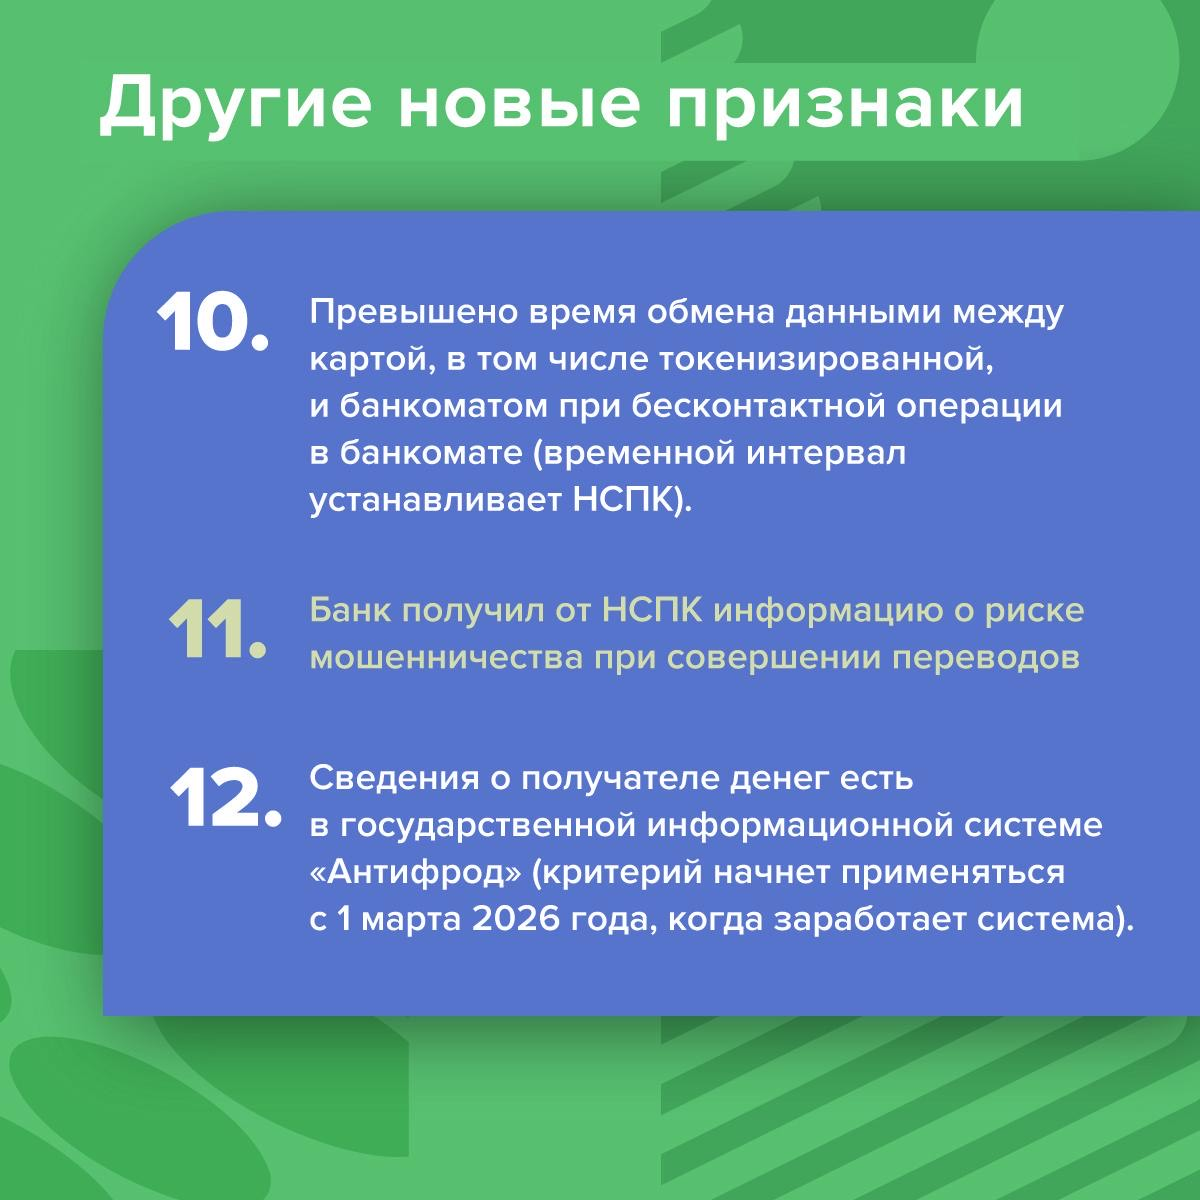 Другие новые признаки
10. Превышено время обмена данными между
картой, в том числе токенизированной,
и банкоматом при бесконтактной операции
в банкомате (временной интервал
устанавливает НСПК).
11. Банк получил от НСПК информацию о риске
мошенничества при совершении переводов
12. Сведения о получателе денег есть
в государственной информационной системе
«Антифрод» (критерий начнет применяться
с 1 марта 2026 года, когда заработает система).